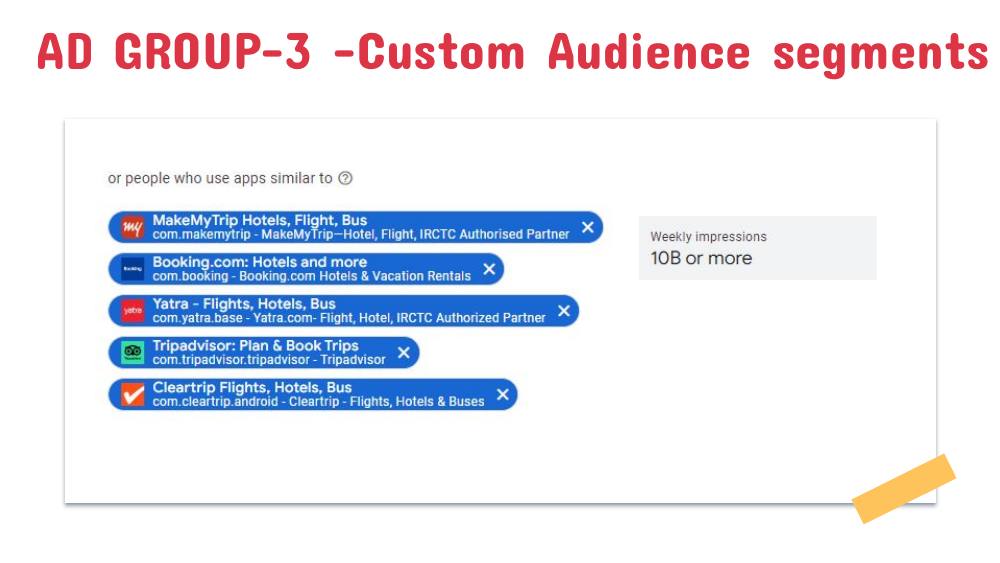 AD GROUP-3 -Custom Audience segments
or people who use apps similar to ?
my
MakeMyTrip Hotels, Flight, Bus
com.makemytrip - MakeMyTrip—Hotel, Flight, IRCTC Authorised Partner
Weekly impressions
10B or more
Booking
Booking.com: Hotels and more
com.booking - Booking.com Hotels & Vacation Rentals
yatra
Yatra - Flights, Hotels, Bus
com.yatra.base - Yatra.com- Flight, Hotel, IRCTC Authorized Partner
Tripadvisor: Plan & Book Trips
com.tripadvisor.tripadvisor - Tripadvisor
Cleartrip Flights, Hotels, Bus
com.cleartrip.android - Cleartrip - Flights, Hotels & Buses